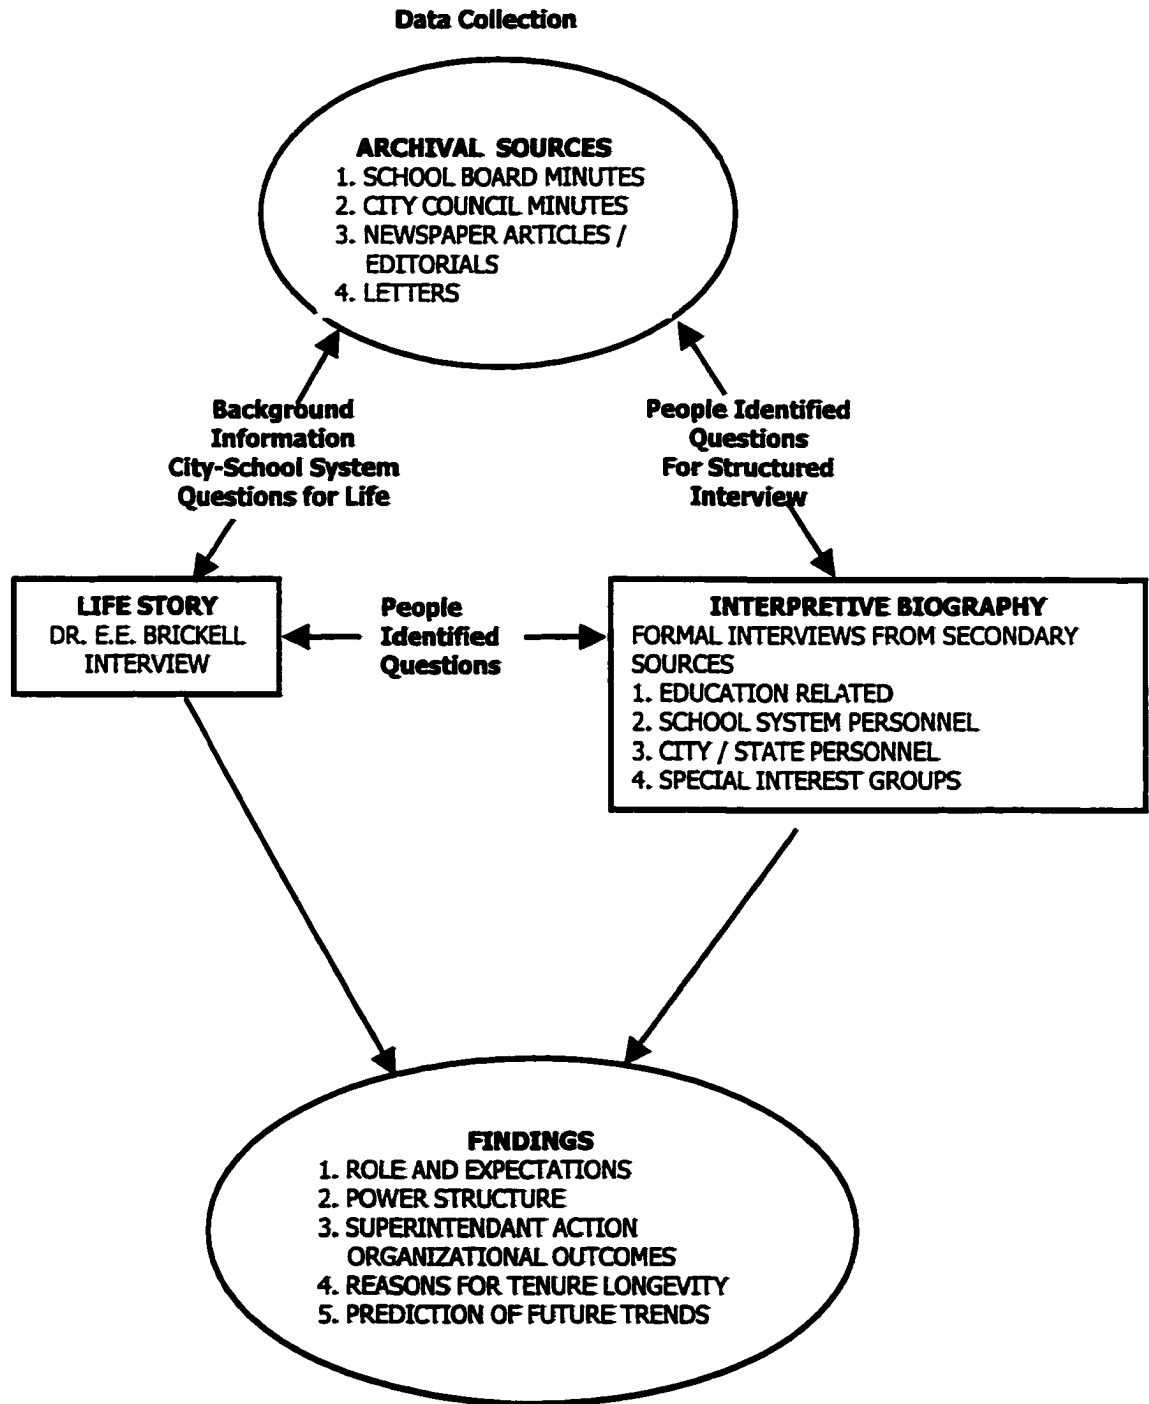 Data Collection
ARCHIVAL SOURCES
1. SCHOOL BOARD MINUTES
2. CITY COUNCIL MINUTES
3. NEWSPAPER ARTICLES /
EDITORIALS
4. LETTERS
Background
Information
City-School System
Questions for Life
People Identified
Questions
For Structured
Interview
LIFE STORY
DR. E.E. BRICKELL
INTERVIEW
People
Identified
Questions
INTERPRETIVE BIOGRAPHY
FORMAL INTERVIEWS FROM SECONDARY
SOURCES
1. EDUCATION RELATED
2. SCHOOL SYSTEM PERSONNEL
3. CITY / STATE PERSONNEL
4. SPECIAL INTEREST GROUPS
FINDINGS
1. ROLE AND EXPECTATIONS
2. POWER STRUCTURE
3. SUPERINTENDANT ACTION
ORGANIZATIONAL OUTCOMES
4. REASONS FOR TENURE LONGEVITY
5. PREDICTION OF FUTURE TRENDS